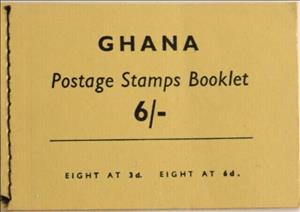 GHANA
Postage Stamps Booklet
6/-
EIGHT AT 3d. EIGHT AT 6d.